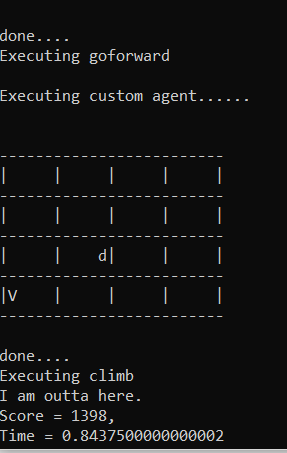 done....
Executing goforward
Executing custom agent......
-------------------------
|     |     |     |     |
-------------------------
|     |     |     |     |
-------------------------
|     |    d|     |     |
-------------------------
|V    |     |     |     |
-------------------------
done....
Executing climb
I am outta here.
Score = 1398,
Time = 0.8437500000000002